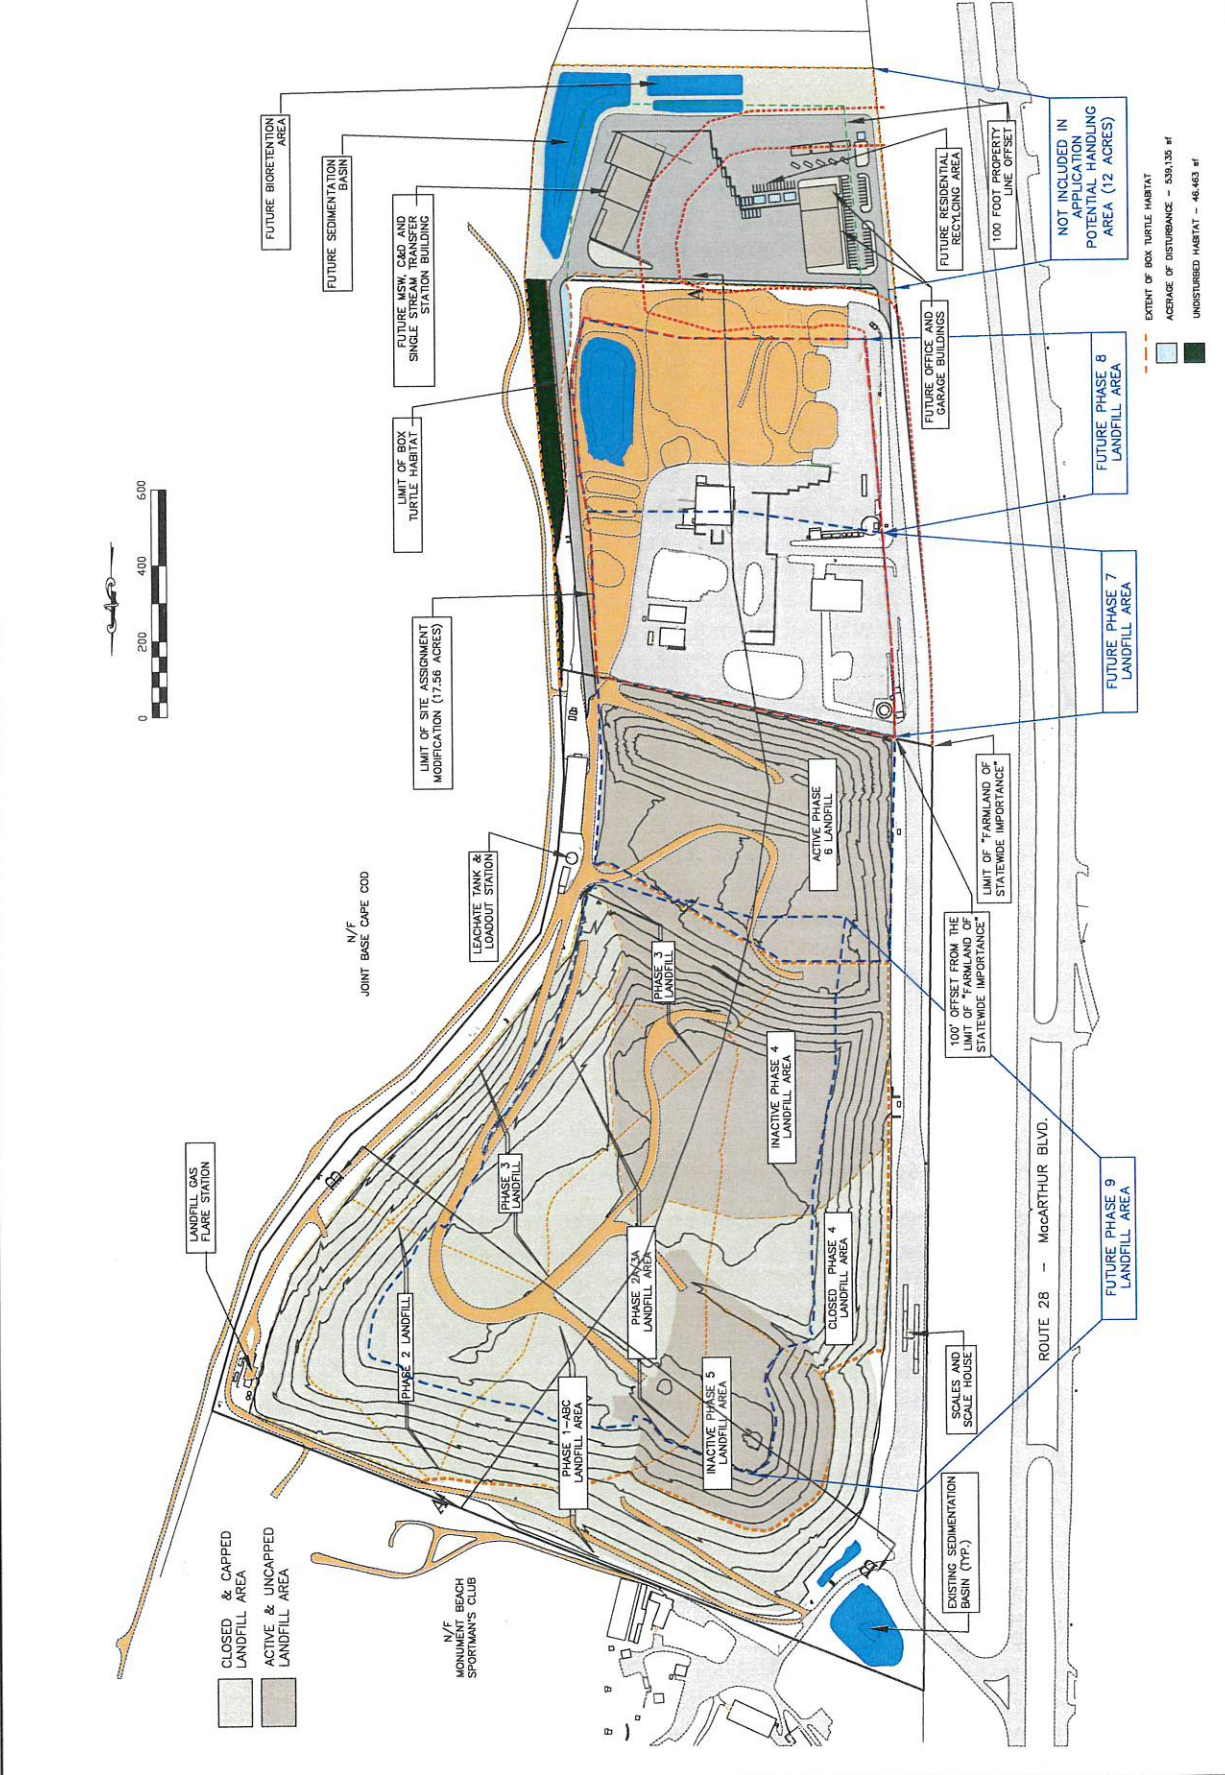 FUTURE BIORETENTION
AREA
FUTURE SEDIMENTATION
BASIN
FUTURE MSW, C&D AND
SINGLE STREAM TRANSFER
STATION BUILDING
LIMIT OF BOX
TURTLE HABITAT
LIMIT OF SITE ASSIGNMENT
MODIFICATION (17.56 ACRES)
0
200
400
600
N/F
JOINT BASE CAPE COD
LEACHATE TANK &
LOADOUT STATION
LANDFILL GAS
FLARE STATION
CLOSED & CAPPED
LANDFILL AREA
ACTIVE & UNCAPPED
LANDFILL AREA
N/F
MONUMENT BEACH
SPORTMAN'S CLUB
PHASE 2 LANDFILL
PHASE 3
LANDFILL
PHASE 3
LANDFILL
PHASE 1-ABC
LANDFILL AREA
PHASE 2A/3A
LANDFILL AREA
INACTIVE PHASE 5
LANDFILL AREA
INACTIVE PHASE 4
LANDFILL AREA
CLOSED PHASE 4
LANDFILL AREA
ACTIVE PHASE
6 LANDFILL
A
A
B
B
EXISTING SEDIMENTATION
BASIN (TYP.)
SCALES AND
SCALE HOUSE
100' OFFSET FROM THE
LIMIT OF "FARMLAND OF
STATEWIDE IMPORTANCE"
LIMIT OF "FARMLAND OF
STATEWIDE IMPORTANCE"
FUTURE OFFICE AND
GARAGE BUILDINGS
FUTURE RESIDENTIAL
RECYLCING AREA
100 FOOT PROPERTY
LINE OFFSET
ROUTE 28 - MacARTHUR BLVD.
NOT INCLUDED IN
APPLICATION
POTENTIAL HANDLING
AREA (12 ACRES)
FUTURE PHASE 8
LANDFILL AREA
FUTURE PHASE 7
LANDFILL AREA
FUTURE PHASE 9
LANDFILL AREA
EXTENT OF BOX TURTLE HABITAT
ACERAGE OF DISTURBANCE - 539,135 sf
UNDISTURBED HABITAT - 46,463 sf